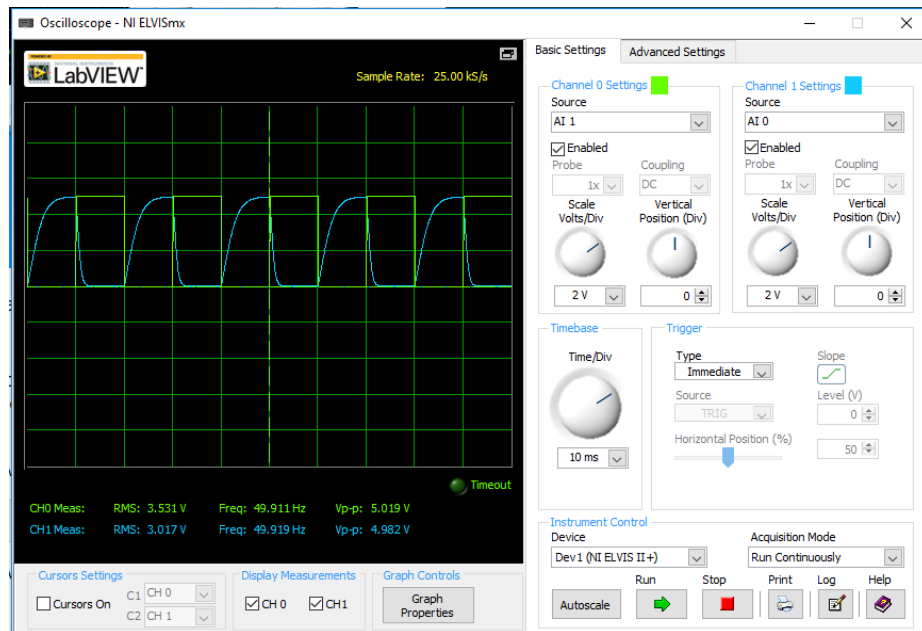 Oscilloscope - NI ELVISmx
POWERED BY
NATIONAL INSTRUMENTS
LabVIEW
Sample Rate: 25.00 kS/s
Timeout
CH0 Meas: RMS: 3.531 V Freq: 49.911 Hz Vp-p: 5.019 V
CH1 Meas: RMS: 3.017 V Freq: 49.919 Hz Vp-p: 4.982 V
Cursors Settings
Cursors On
C1 CH 0
C2 CH 1
Display Measurements
CH 0 CH1
Graph Controls
Graph
Properties
Basic Settings Advanced Settings
Channel 0 Settings
Source
AI 1
Enabled
Probe Coupling
1x DC
Scale Vertical
Volts/Div Position (Div)
2 V 0
Channel 1 Settings
Source
AI 0
Enabled
Probe Coupling
1x DC
Scale Vertical
Volts/Div Position (Div)
2 V 0
Timebase
Time/Div
10 ms
Trigger
Type Slope
Immediate
Source Level (V)
TRIG 0
Horizontal Position (%)
50
Instrument Control
Device Acquisition Mode
Dev1 (NI ELVIS II+) Run Continuously
Run Stop Print Log Help
Autoscale